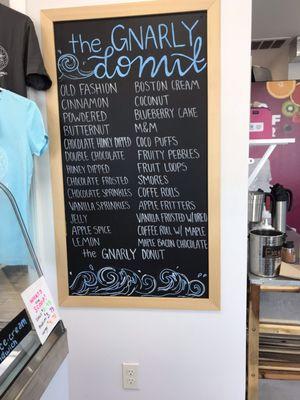 the GNARLY
donut
OLD FASHION
CINNAMON
POWDERED
BUTTERNUT
CHOCOLATE HONEY DIPPED
DOUBLE CHOCOLATE
HONEY DIPPED
CHOCOLATE FROSTED
CHOCOLATE SPRINKLES
VANILLA SPRINKLES
JELLY
APPLE SPICE
LEMON
BOSTON CREAM
COCONUT
BLUEBERRY CAKE
M&M
COCO PUFFS
FRUITY PEBBLES
FRUIT LOOPS
SMORES
COFFE ROLLS
APPLE FRITTERS
VANILLA FROSTED W/OREO
COFFEE ROLL W/ MAPLE
MAPLE BACON CHOCOLATE
the GNARLY DONUT